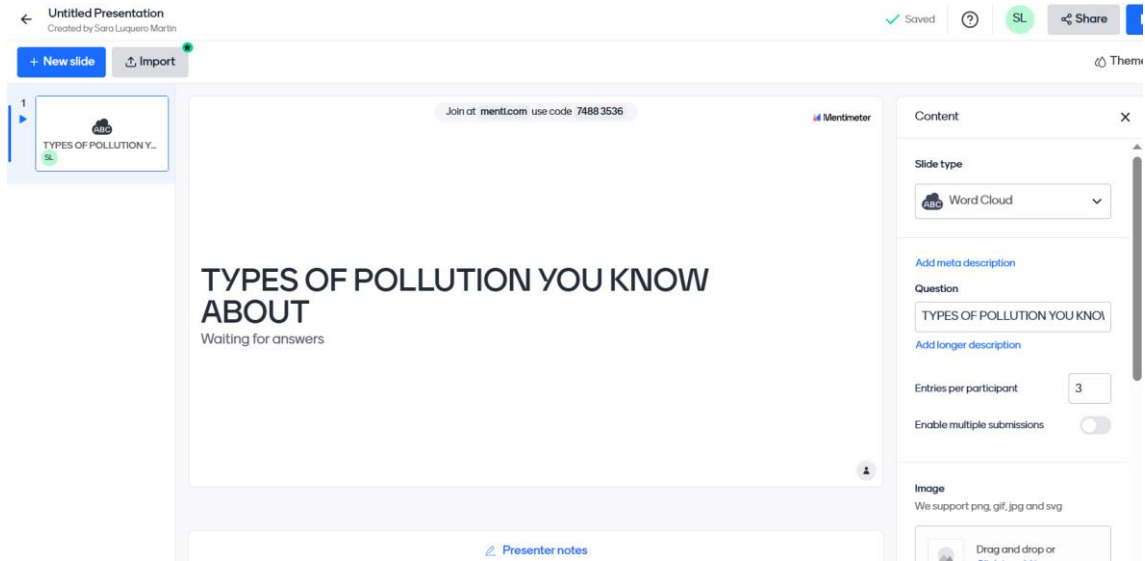 Untitled Presentation
Created by Sara Luquero Martin
Saved
SL
Share
+ New slide
Import
Theme
1
ABC
TYPES OF POLLUTION Y...
SL
Join at menti.com use code 7488 3536
Mentimeter
TYPES OF POLLUTION YOU KNOW
ABOUT
Waiting for answers
Presenter notes
Content
Slide type
ABC Word Cloud
Add meta description
Question
TYPES OF POLLUTION YOU KNO
Add longer description
Entries per participant 3
Enable multiple submissions
Image
We support png, gif, jpg and svg
Drag and drop or